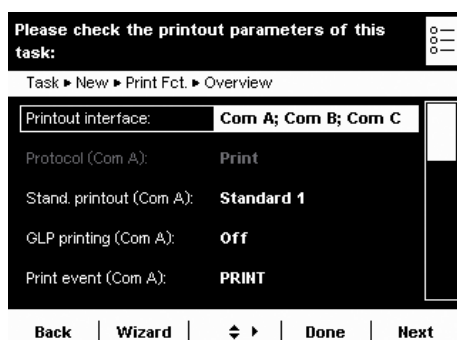 Please check the printout parameters of this
task:
Task ▸ New ▸ Print Fct. ▸ Overview
Printout interface: Com A; Com B; Com C
Protocol (Com A): Print
Stand. printout (Com A): Standard 1
GLP printing (Com A): Off
Print event (Com A): PRINT
Back Wizard Done Next